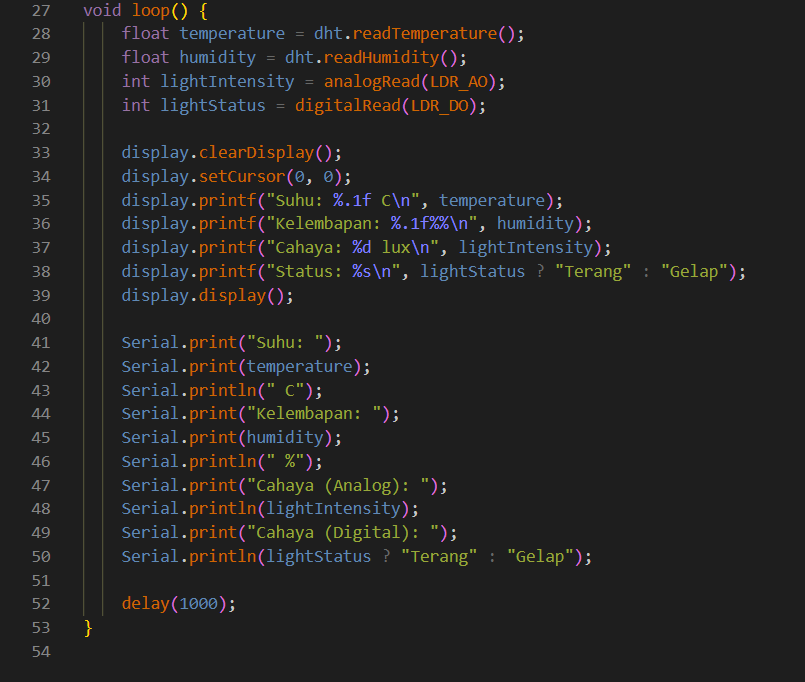 27 void loop() {
28     float temperature = dht.readTemperature();
29     float humidity = dht.readHumidity();
30     int lightIntensity = analogRead(LDR_AO);
31     int lightStatus = digitalRead(LDR_DO);
32
33     display.clearDisplay();
34     display.setCursor(0, 0);
35     display.printf("Suhu: %.1f C\n", temperature);
36     display.printf("Kelembapan: %.1f%%\n", humidity);
37     display.printf("Cahaya: %d lux\n", lightIntensity);
38     display.printf("Status: %s\n", lightStatus ? "Terang" : "Gelap");
39     display.display();
40
41     Serial.print("Suhu: ");
42     Serial.print(temperature);
43     Serial.println(" C");
44     Serial.print("Kelembapan: ");
45     Serial.print(humidity);
46     Serial.println(" %");
47     Serial.print("Cahaya (Analog): ");
48     Serial.println(lightIntensity);
49     Serial.print("Cahaya (Digital): ");
50     Serial.println(lightStatus ? "Terang" : "Gelap");
51
52     delay(1000);
53 }
54